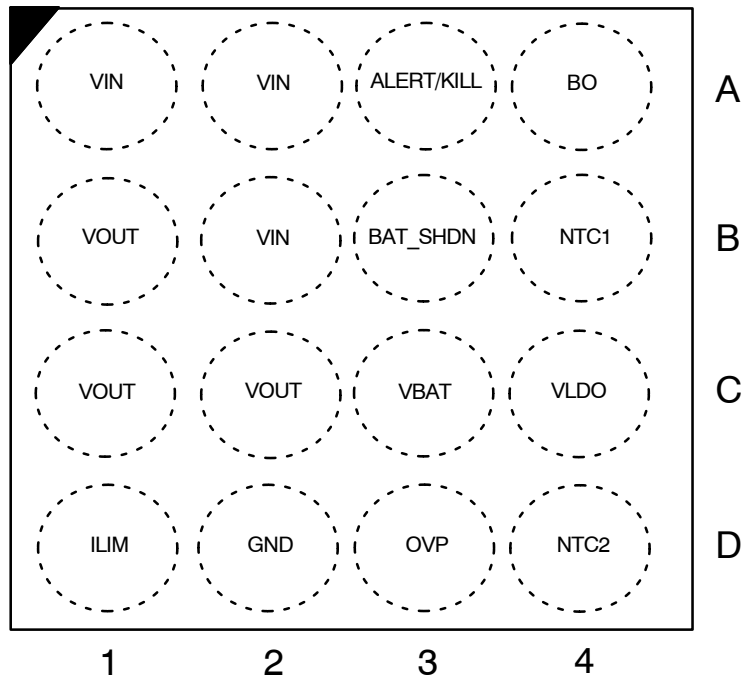 VIN VIN ALERT/KILL BO A
VOUT VIN BAT_SHDN NTC1 B
VOUT VOUT VBAT VLDO C
ILIM GND OVP NTC2 D
1 2 3 4